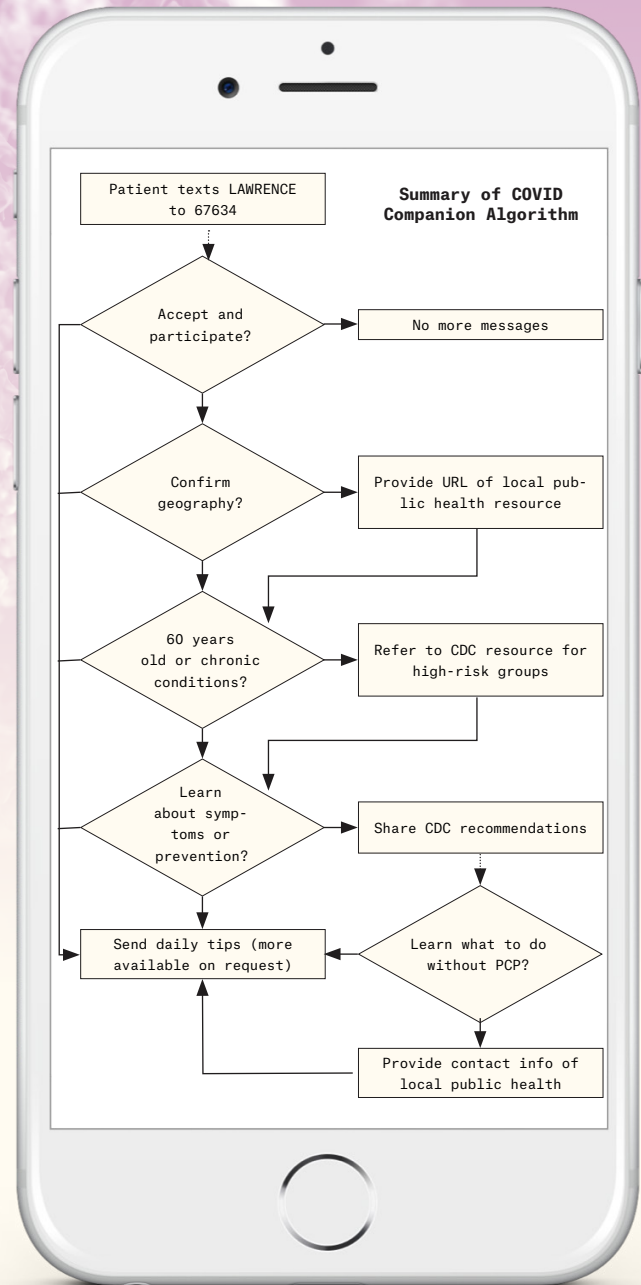 Patient texts LAWRENCE
to 67634
Summary of COVID
Companion Algorithm
Accept and
participate?
No more messages
Confirm
geography?
Provide URL of local pub-
lic health resource
60 years
old or chronic
conditions?
Refer to CDC resource for
high-risk groups
Learn
about symp-
toms or
prevention?
Share CDC recommendations
Send daily tips (more
available on request)
Learn what to do
without PCP?
Provide contact info of
local public health